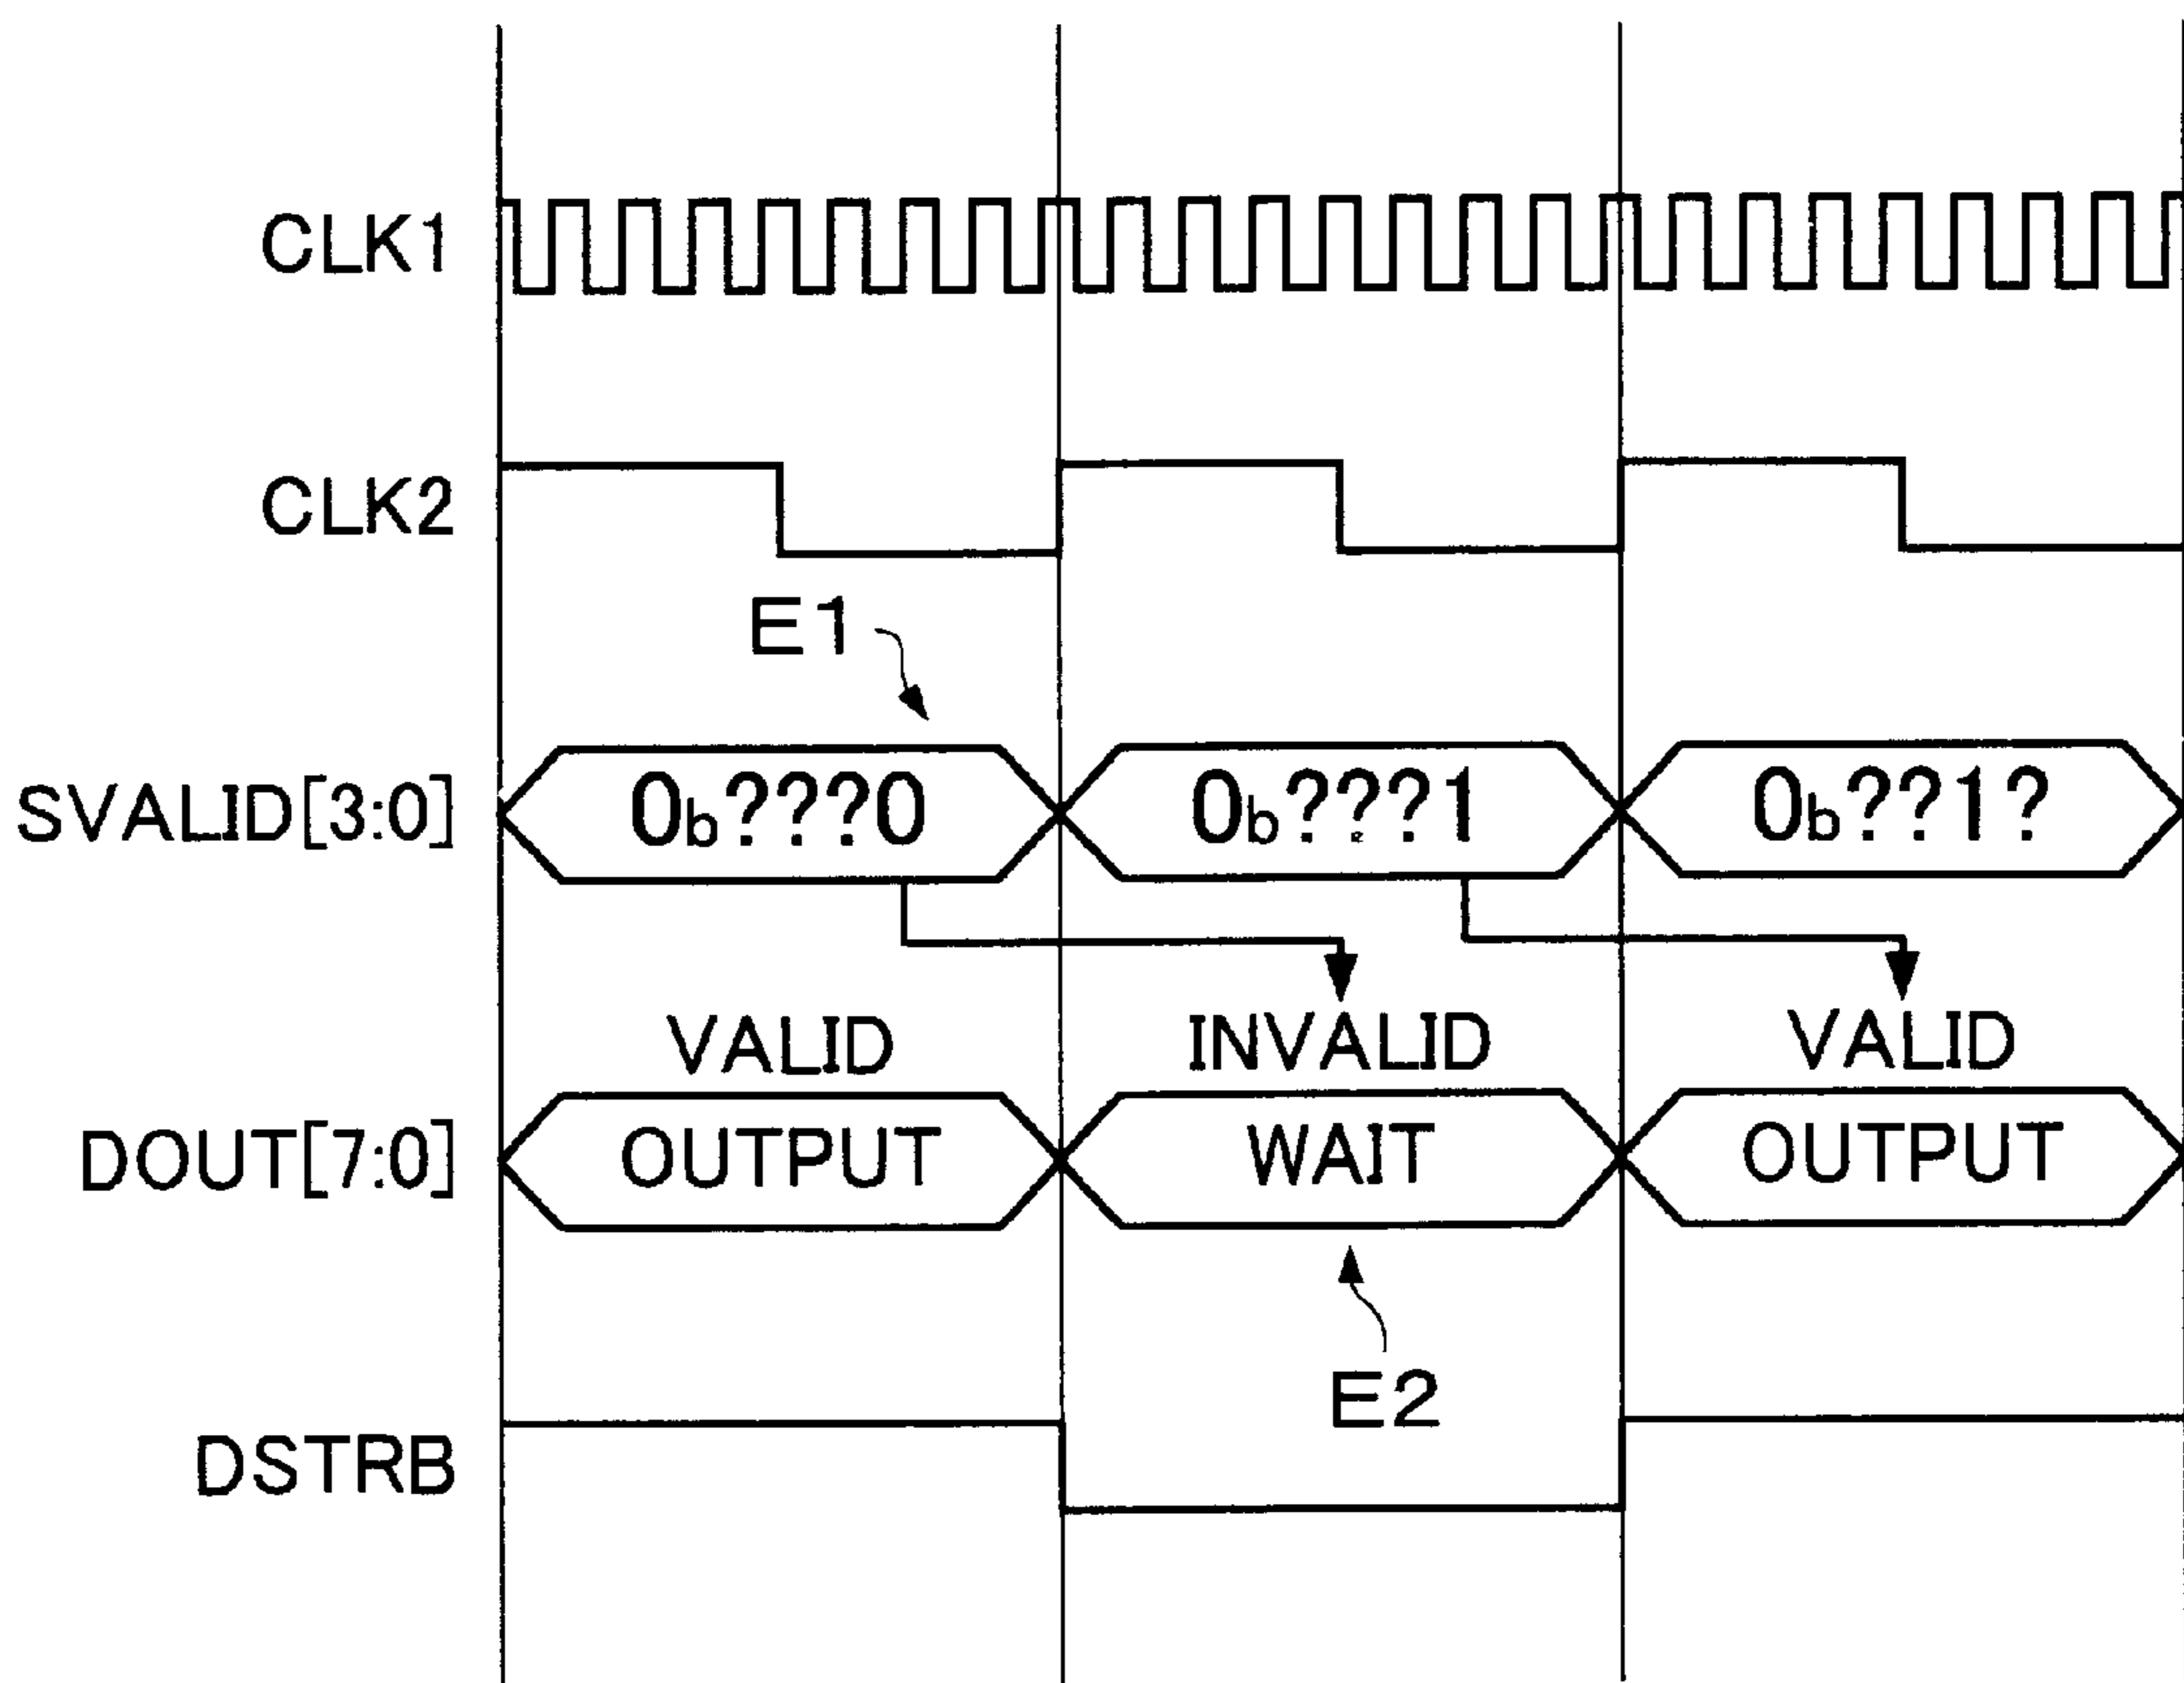 CLK1
CLK2
E1
SVALID[3:0] 0b???0 0b???1 0b??1?
VALID INVALID VALID
DOUT[7:0] OUTPUT WAIT OUTPUT
E2
DSTRB